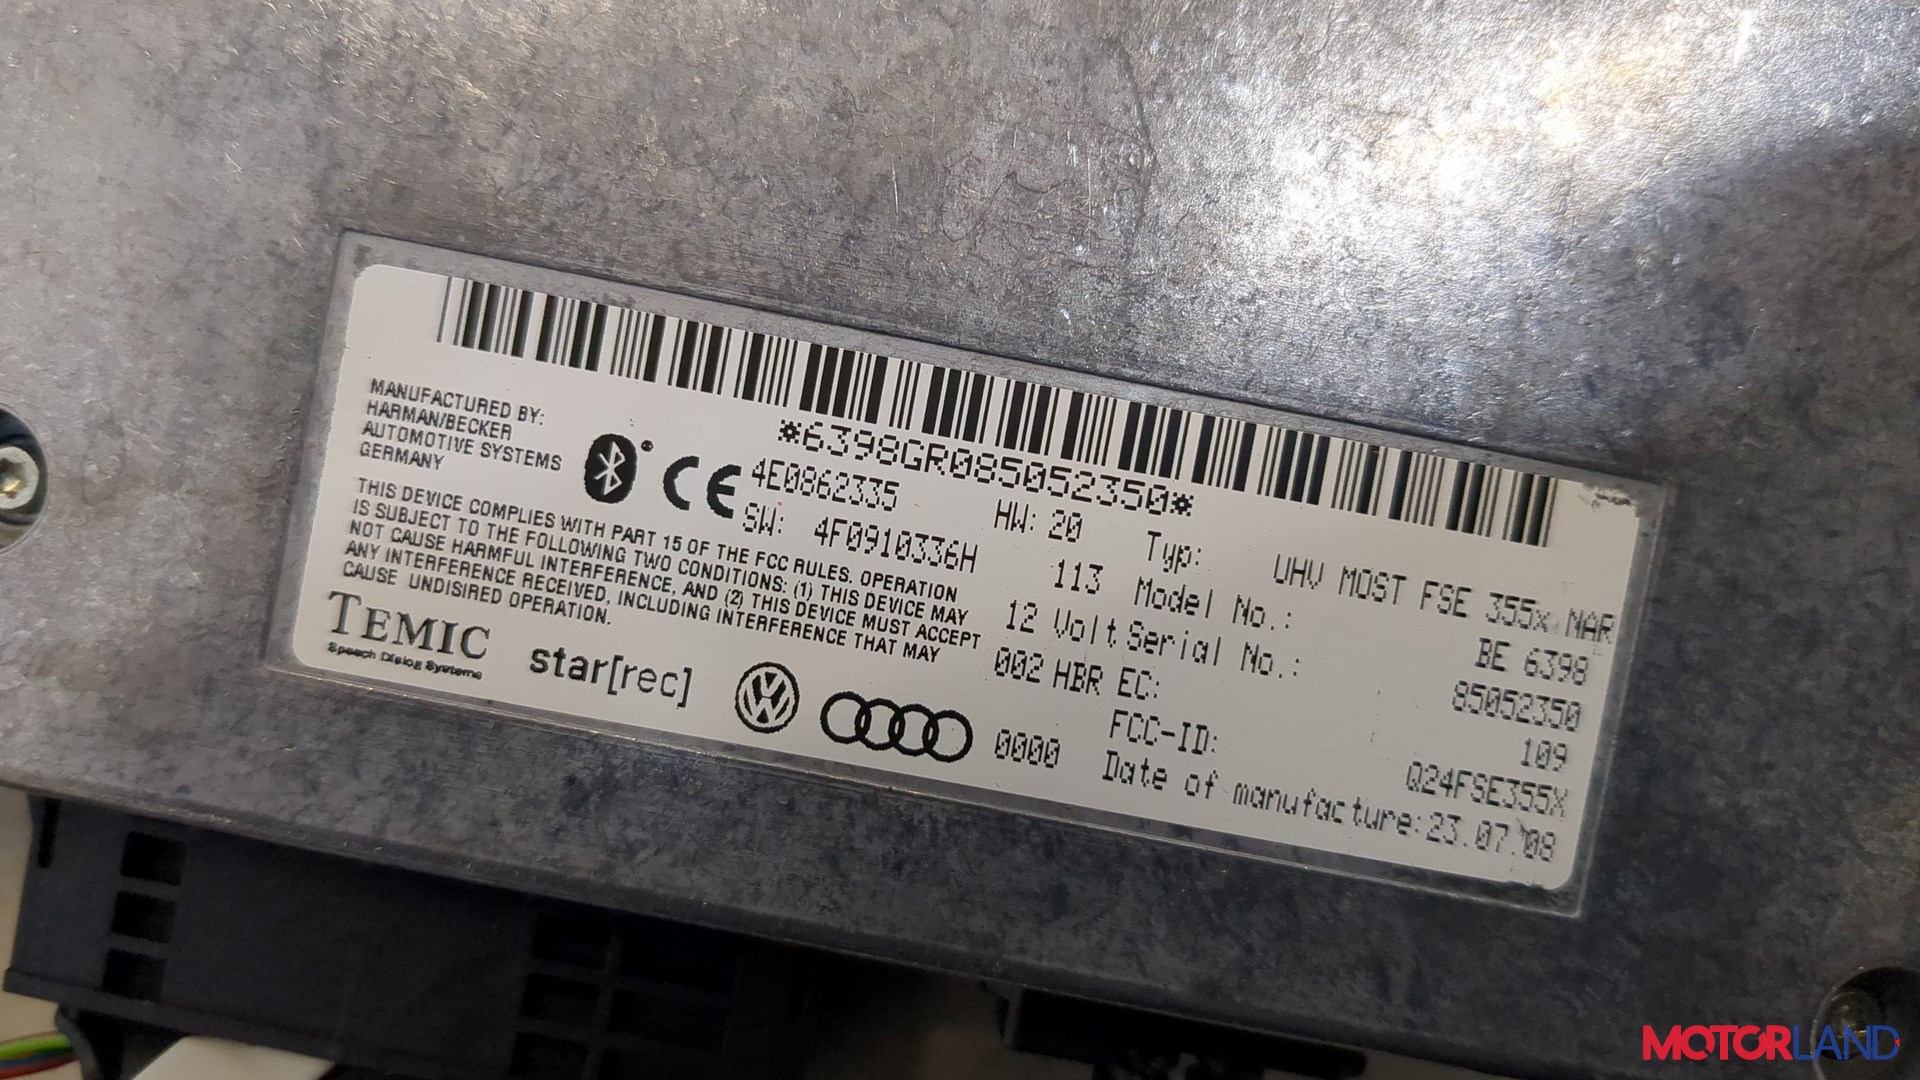 *6398GR085052350*
MANUFACTURED BY:
HARMAN/BECKER
AUTOMOTIVE SYSTEMS
GERMANY
CE
4E0862335 HW: 20 Typ: UHV MOST FSE 355x NAR
SW: 4F0910336H 113 Model No.: BE 6398
12 Volt Serial No.: 85052350
002 HBR EC: 109
FCC-ID: Q24FSE355X
0000 Date of manufacture: 23.07.08
THIS DEVICE COMPLIES WITH PART 15 OF THE FCC RULES. OPERATION
IS SUBJECT TO THE FOLLOWING TWO CONDITIONS: (1) THIS DEVICE MAY
NOT CAUSE HARMFUL INTERFERENCE, AND (2) THIS DEVICE MUST ACCEPT
ANY INTERFERENCE RECEIVED, INCLUDING INTERFERENCE THAT MAY
CAUSE UNDISIRED OPERATION.
TEMIC
Speech Dialog Systems
star[rec]
MOTORLAND